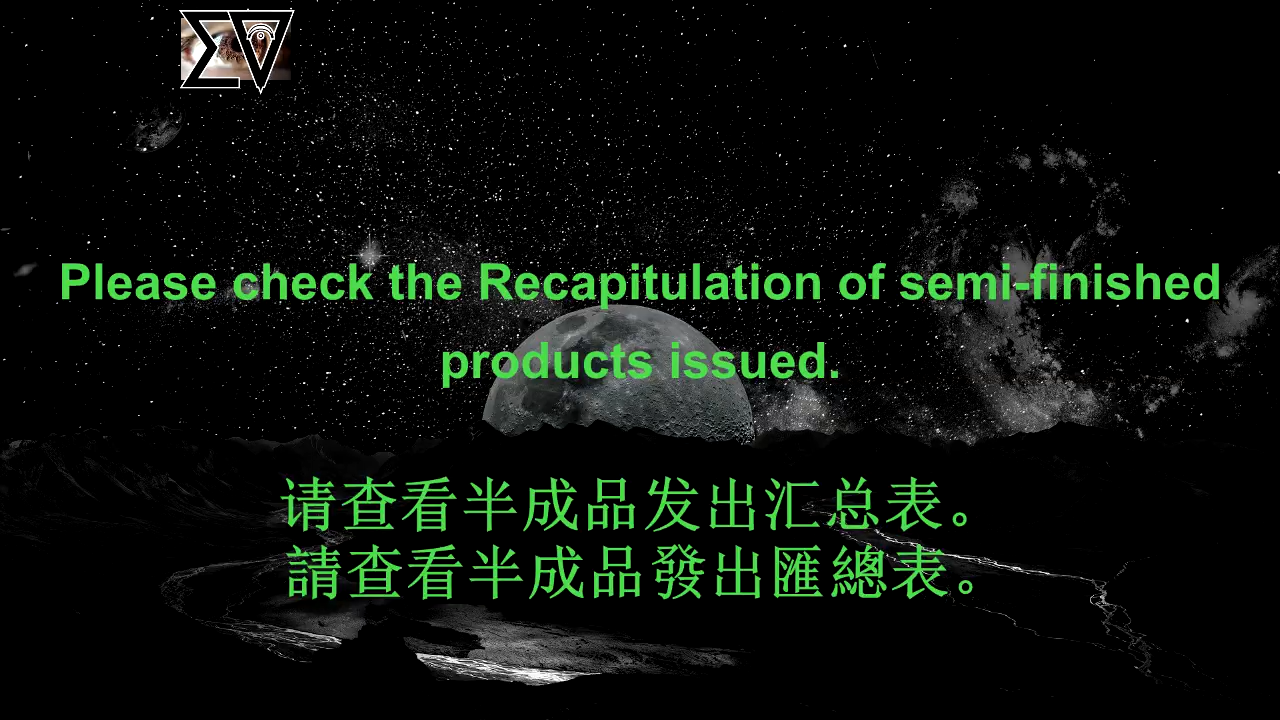 ΣV
Please check the Recapitulation of semi-finished
products issued.
请查看半成品发出汇总表。
請查看半成品發出匯總表。